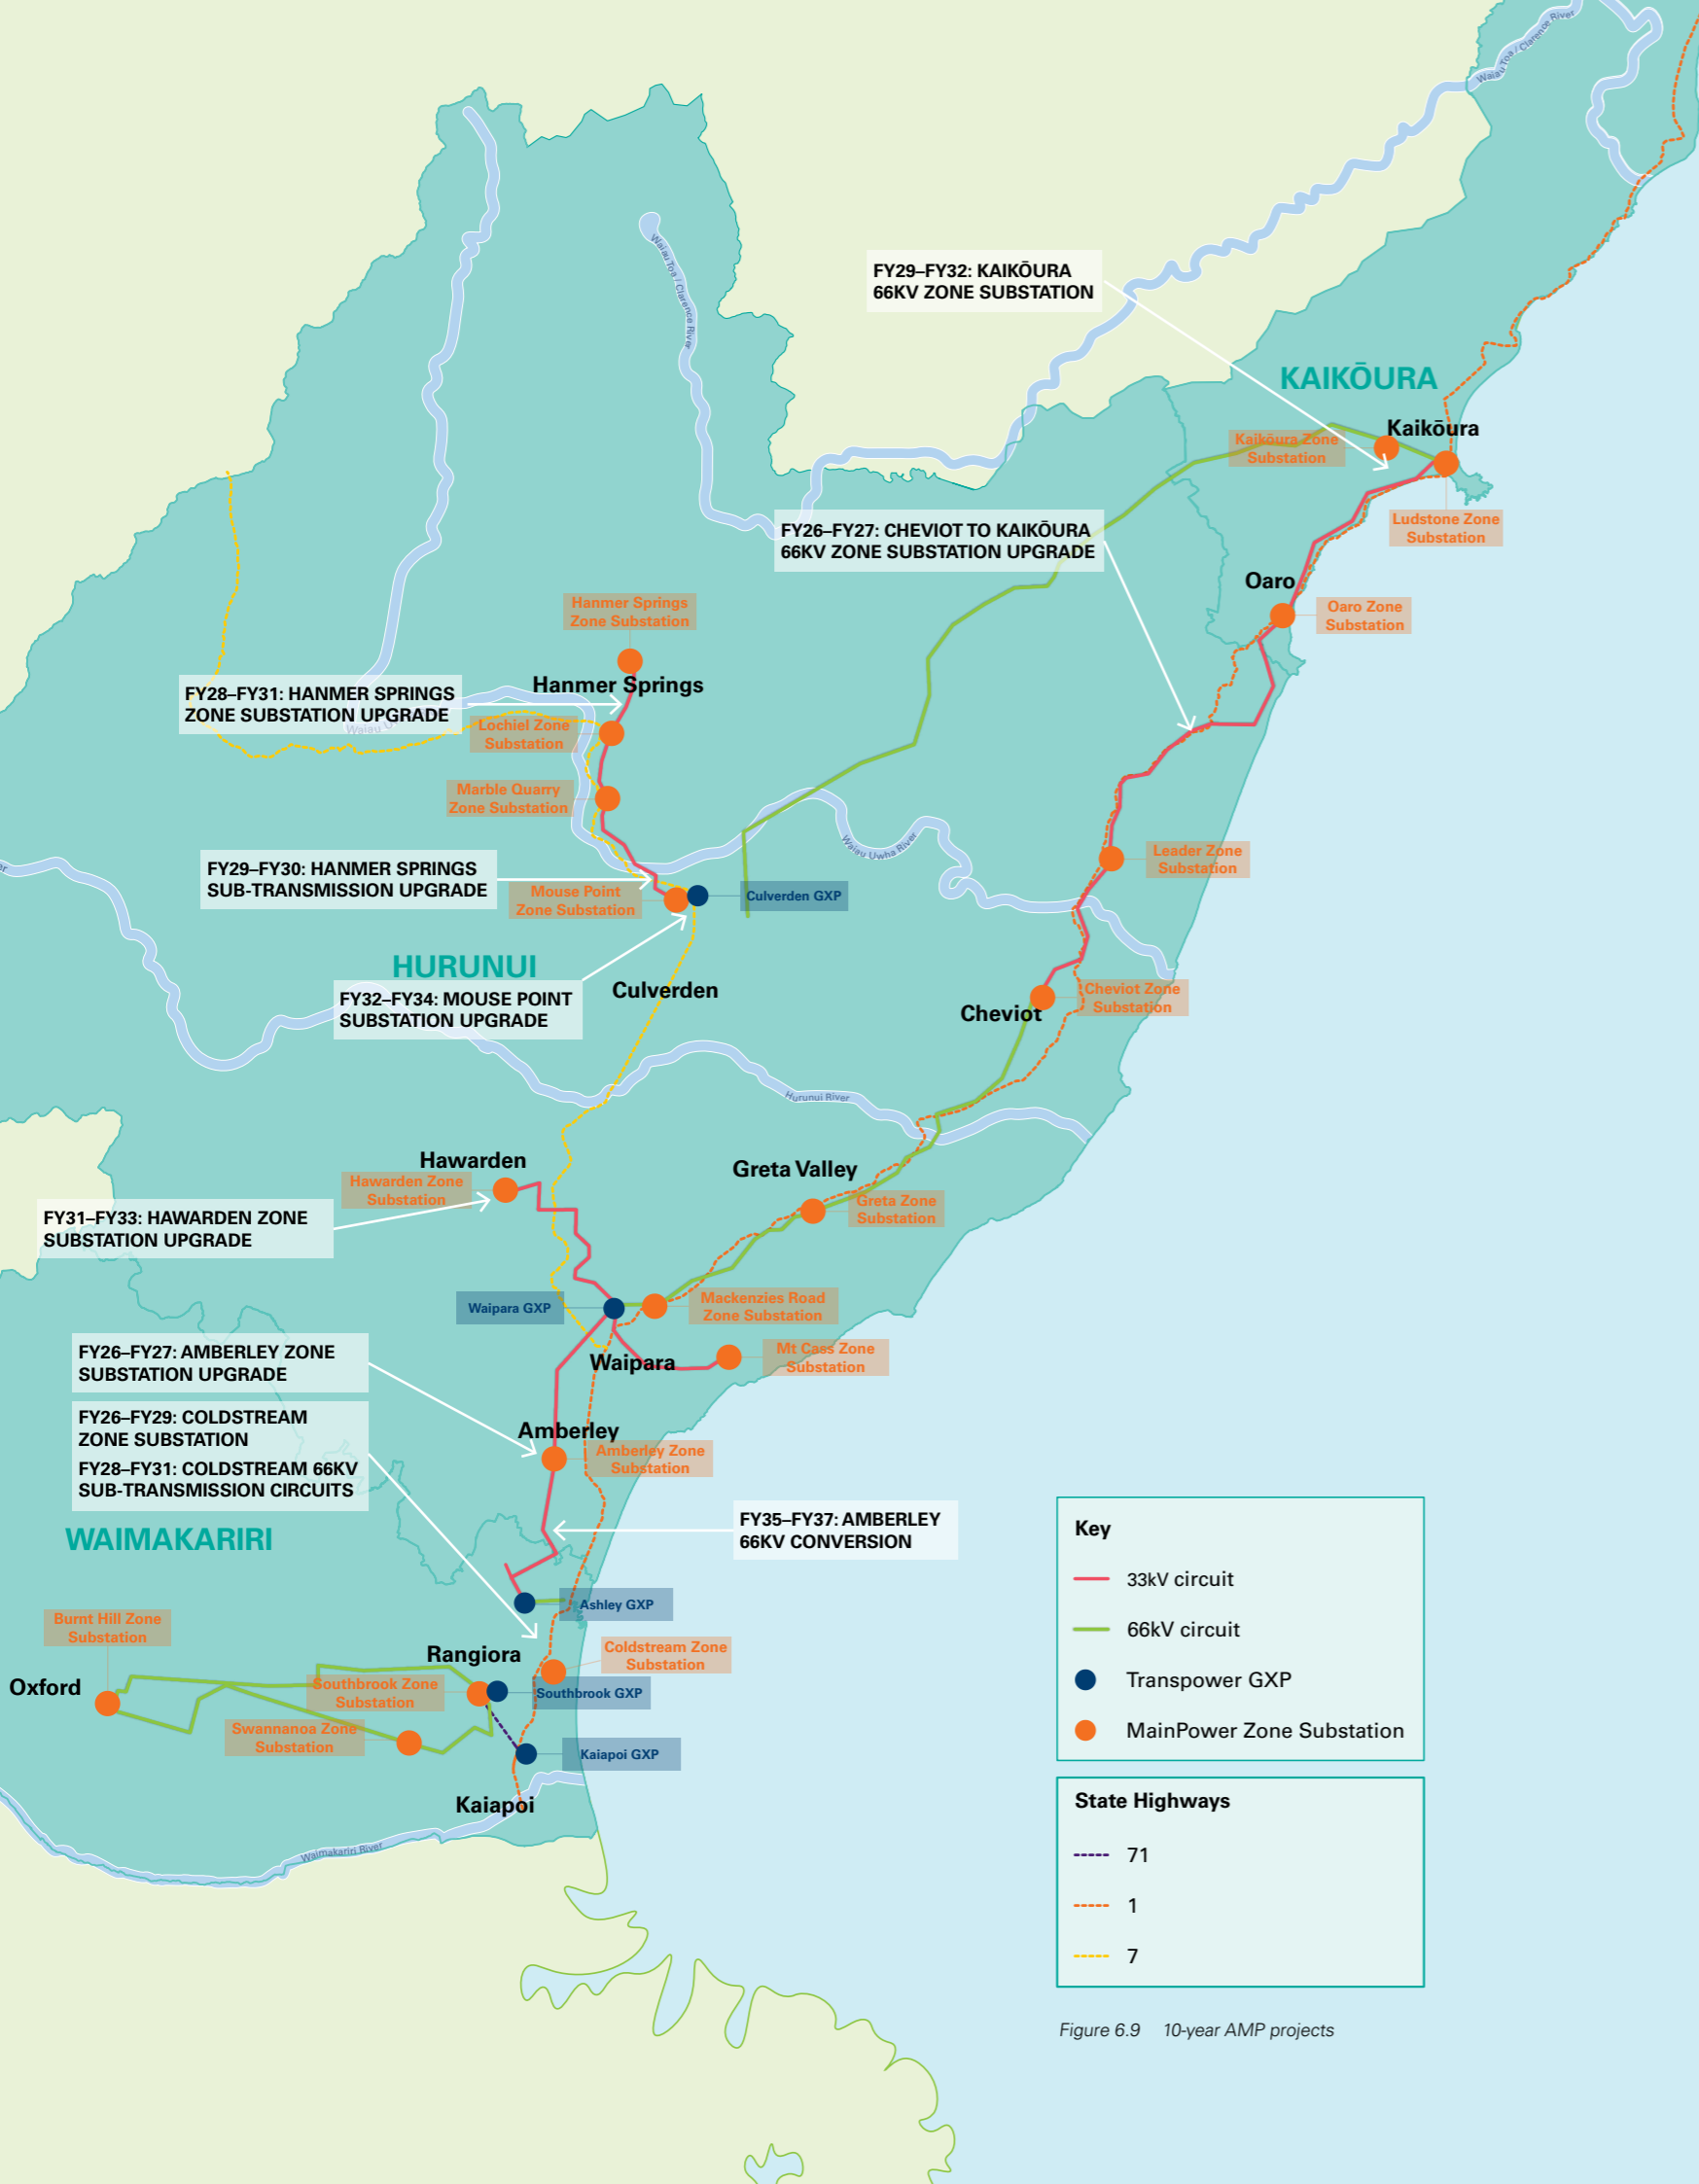 Waiau Toa / Clarence River
Waiau Toa / Clarence River
FY29–FY32: KAIKŌURA
66KV ZONE SUBSTATION
KAIKŌURA
Kaikōura
Kaikōura Zone
Substation
Ludstone Zone
Substation
FY26–FY27: CHEVIOT TO KAIKŌURA
66KV ZONE SUBSTATION UPGRADE
Oaro
Oaro Zone
Substation
Hanmer Springs
Zone Substation
Hanmer Springs
FY28–FY31: HANMER SPRINGS
ZONE SUBSTATION UPGRADE
Lochiel Zone
Substation
Marble Quarry
Zone Substation
Waiau Uwha River
Leader Zone
Substation
FY29–FY30: HANMER SPRINGS
SUB-TRANSMISSION UPGRADE
Mouse Point
Zone Substation
Culverden GXP
HURUNUI
FY32–FY34: MOUSE POINT
SUBSTATION UPGRADE
Culverden
Cheviot
Cheviot Zone
Substation
Hurunui River
Hawarden
Hawarden Zone
Substation
Greta Valley
Greta Zone
Substation
FY31–FY33: HAWARDEN ZONE
SUBSTATION UPGRADE
Waipara GXP
Mackenzies Road
Zone Substation
Waipara
Mt Cass Zone
Substation
FY26–FY27: AMBERLEY ZONE
SUBSTATION UPGRADE
FY26–FY29: COLDSTREAM
ZONE SUBSTATION
FY28–FY31: COLDSTREAM 66KV
SUB-TRANSMISSION CIRCUITS
Amberley
Amberley Zone
Substation
FY35–FY37: AMBERLEY
66KV CONVERSION
WAIMAKARIRI
Ashley GXP
Burnt Hill Zone
Substation
Oxford
Rangiora
Coldstream Zone
Substation
Southbrook Zone
Substation
Southbrook GXP
Swannanoa Zone
Substation
Kaiapoi GXP
Kaiapoi
Waimakariri River
Key
33kV circuit
66kV circuit
Transpower GXP
MainPower Zone Substation
State Highways
71
1
7
Figure 6.9 10-year AMP projects